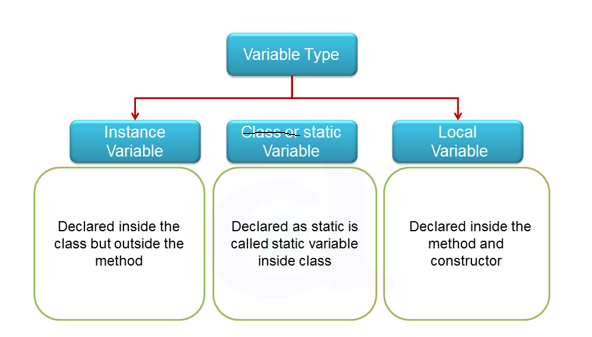 Variable Type
Instance
Variable
Class or static
Variable
Local
Variable
Declared inside the
class but outside the
method
Declared as static is
called static variable
inside class
Declared inside the
method and
constructor